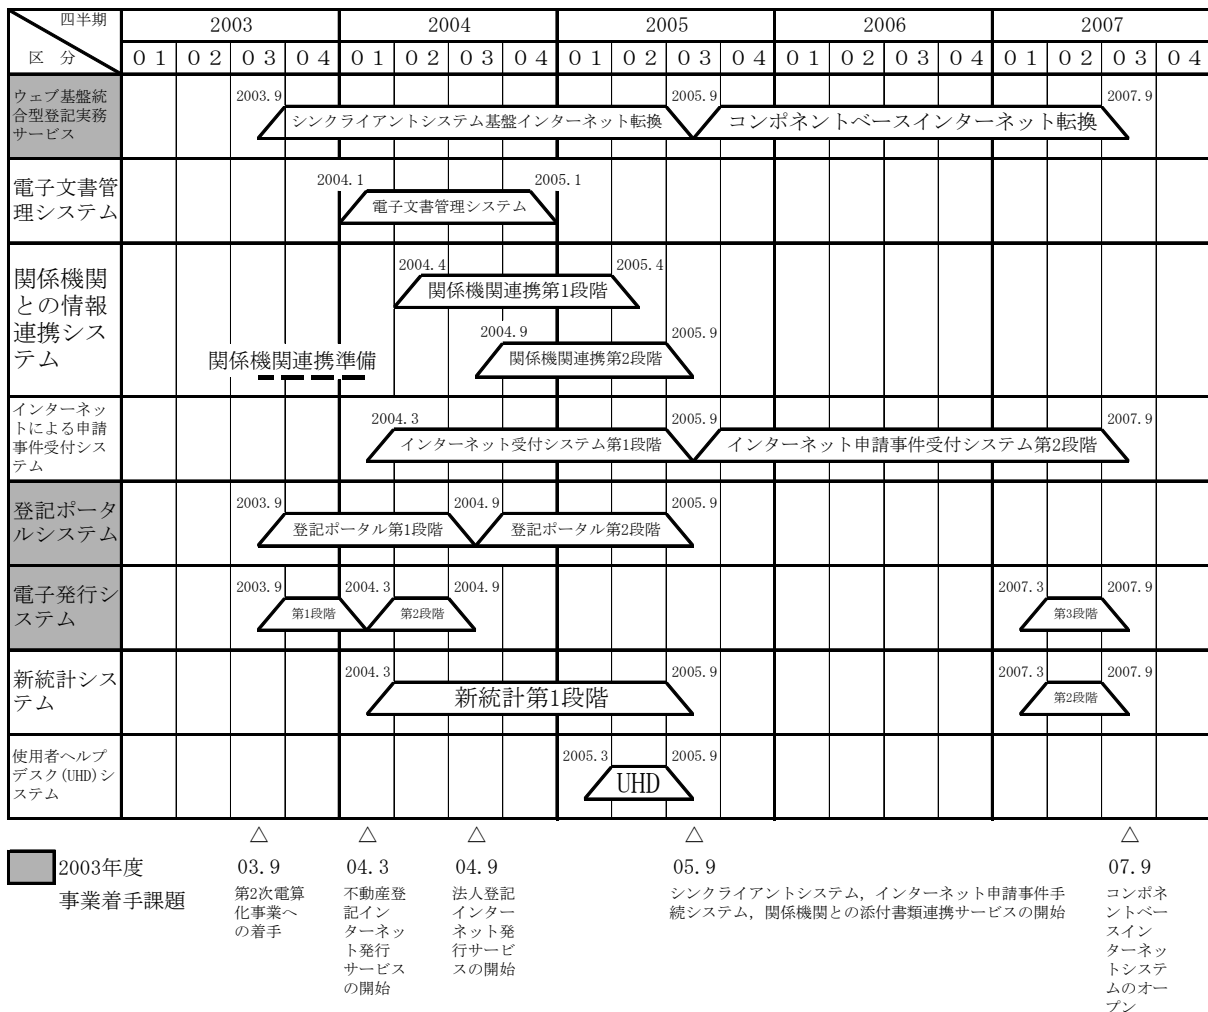 四半期
2003 2004 2005 2006 2007
区 分
０１ ０２ ０３ ０４ ０１ ０２ ０３ ０４ ０１ ０２ ０３ ０４ ０１ ０２ ０３ ０４ ０１ ０２ ０３ ０４
ウェブ基盤統
合型登記実務
サービス
2003.9 2005.9 2007.9
シンクライアントシステム基盤インターネット転換 コンポネントベースインターネット転換
電子文書管
理システム
2004.1 2005.1
電子文書管理システム
関係機関
との情報
連携シス
テム
2004.4 2005.4
関係機関連携第1段階
2004.9 2005.9
関係機関連携準備 関係機関連携第2段階
インターネッ
トによる申請
事件受付シス
テム
2004.3 2005.9 2007.9
インターネット受付システム第1段階 インターネット申請事件受付システム第2段階
登記ポータ
ルシステム
2003.9 2004.9 2005.9
登記ポータル第1段階 登記ポータル第2段階
電子発行シ
ステム
2003.9 2004.3 2004.9 2007.3 2007.9
第1段階 第2段階 第3段階
新統計シス
テム
2004.3 2005.9 2007.3 2007.9
新統計第1段階 第2段階
使用者ヘルプ
デスク(UHD)シ
ステム
2005.3 2005.9
UHD
△ △ △ △ △
2003年度
事業着手課題
03.9
第2次電算
化事業へ
の着手
04.3
不動産登
記イン
ターネッ
ト発行
サービス
の開始
04.9
法人登記
インター
ネット発
行サービ
スの開始
05.9
シンクライアントシステム，インターネット申請事件手
続システム，関係機関との添付書類連携サービスの開始
07.9
コンポネ
ントベー
スイン
ターネッ
トシステ
ムのオー
プン